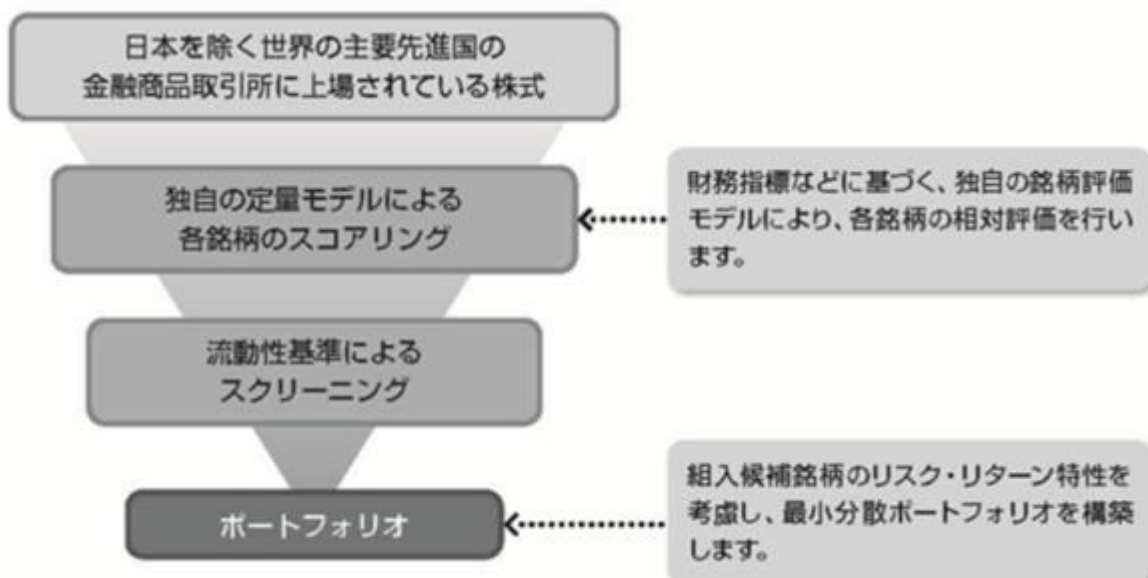 日本を除く世界の主要先進国の
金融商品取引所に上場されている株式
独自の定量モデルによる
各銘柄のスコアリング
財務指標などに基づく、独自の銘柄評価
モデルにより、各銘柄の相対評価を行い
ます。
流動性基準による
スクリーニング
ポートフォリオ
組入候補銘柄のリスク・リターン特性を
考慮し、最小分散ポートフォリオを構築
します。